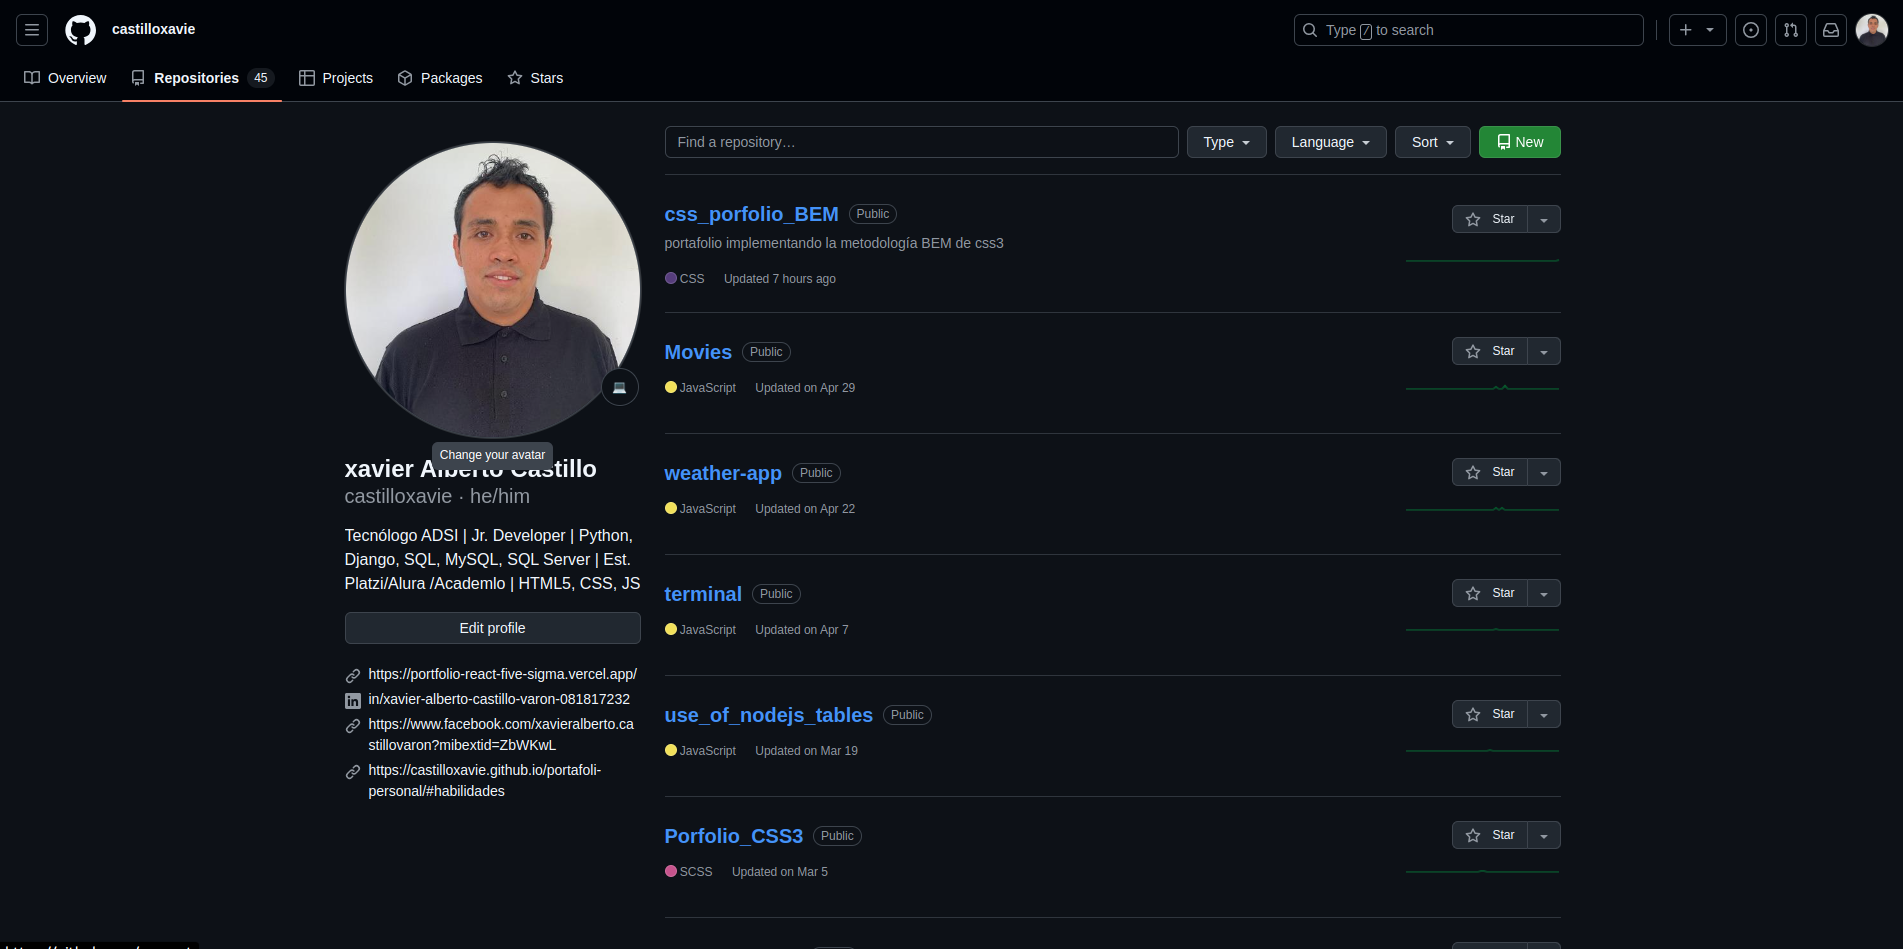 castilloxavie
Type / to search
Overview
Repositories 45
Projects
Packages
Stars
Change your avatar
xavier Alberto Castillo
castilloxavie · he/him
Tecnólogo ADSI | Jr. Developer | Python,
Django, SQL, MySQL, SQL Server | Est.
Platzi/Alura /Academlo | HTML5, CSS, JS
Edit profile
https://portfolio-react-five-sigma.vercel.app/
in/xavier-alberto-castillo-varon-081817232
https://www.facebook.com/xavieralberto.ca
stillovaron?mibextid=ZbWKwL
https://castilloxavie.github.io/portafoli-
personal/#habilidades
Find a repository…
Type
Language
Sort
New
css_porfolio_BEM Public
Star
portafolio implementando la metodología BEM de css3
CSS Updated 7 hours ago
Movies Public
Star
JavaScript Updated on Apr 29
weather-app Public
Star
JavaScript Updated on Apr 22
terminal Public
Star
JavaScript Updated on Apr 7
use_of_nodejs_tables Public
Star
JavaScript Updated on Mar 19
Porfolio_CSS3 Public
Star
SCSS Updated on Mar 5